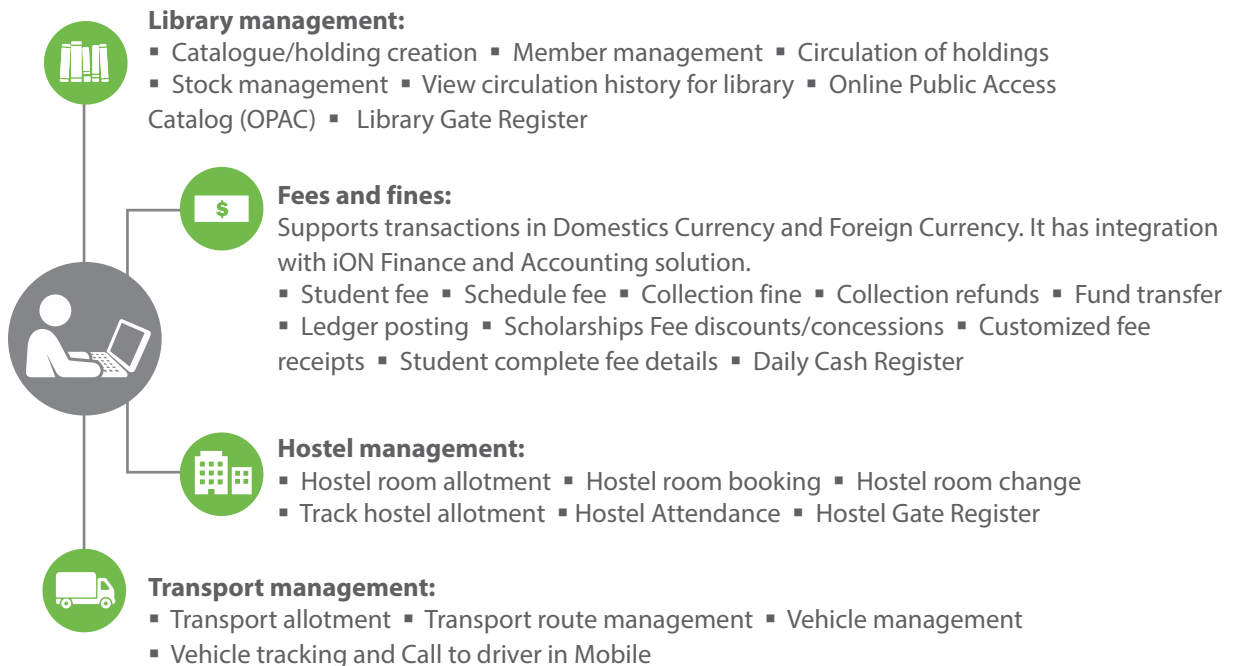 Library management:
▪ Catalogue/holding creation ▪ Member management ▪ Circulation of holdings
▪ Stock management ▪ View circulation history for library ▪ Online Public Access
Catalog (OPAC) ▪ Library Gate Register
$
Fees and fines:
Supports transactions in Domestics Currency and Foreign Currency. It has integration
with iON Finance and Accounting solution.
▪ Student fee ▪ Schedule fee ▪ Collection fine ▪ Collection refunds ▪ Fund transfer
▪ Ledger posting ▪ Scholarships Fee discounts/concessions ▪ Customized fee
receipts ▪ Student complete fee details ▪ Daily Cash Register
Hostel management:
▪ Hostel room allotment ▪ Hostel room booking ▪ Hostel room change
▪ Track hostel allotment ▪ Hostel Attendance ▪ Hostel Gate Register
Transport management:
▪ Transport allotment ▪ Transport route management ▪ Vehicle management
▪ Vehicle tracking and Call to driver in Mobile